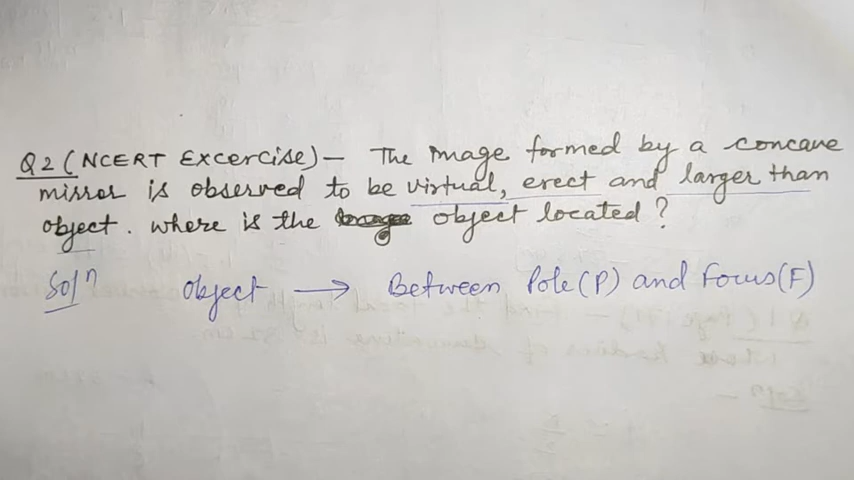 Q2 (NCERT Excercise) - The image formed by a concave
mirror is observed to be virtual, erect and larger than
object. where is the object located?
Solⁿ object → Between Pole(P) and Focus(F)